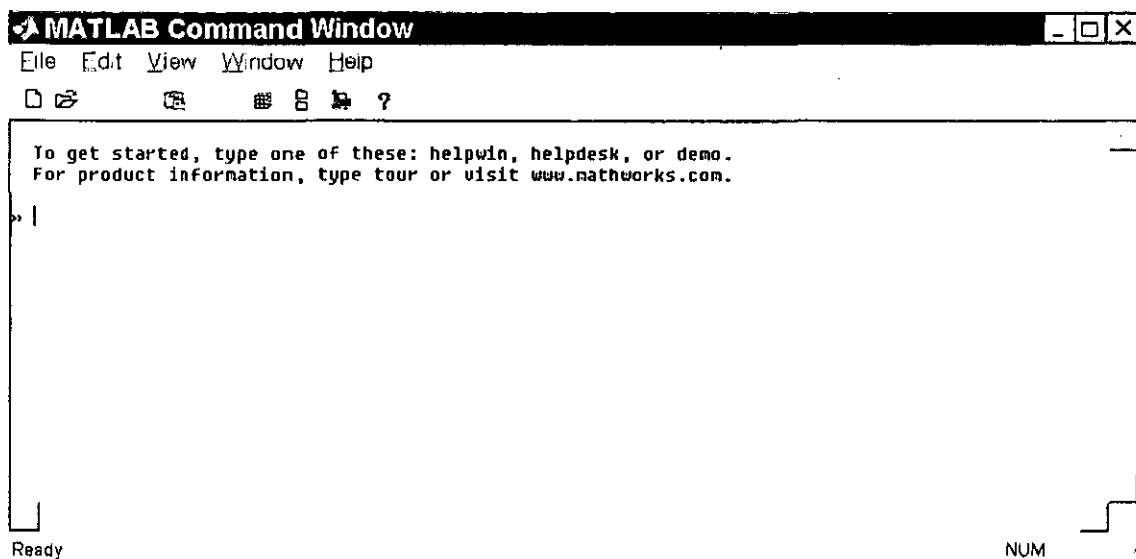 MATLAB Command Window
File Edit View Window Help
?
To get started, type one of these: helpwin, helpdesk, or demo.
For product information, type tour or visit www.mathworks.com.
» |
Ready NUM